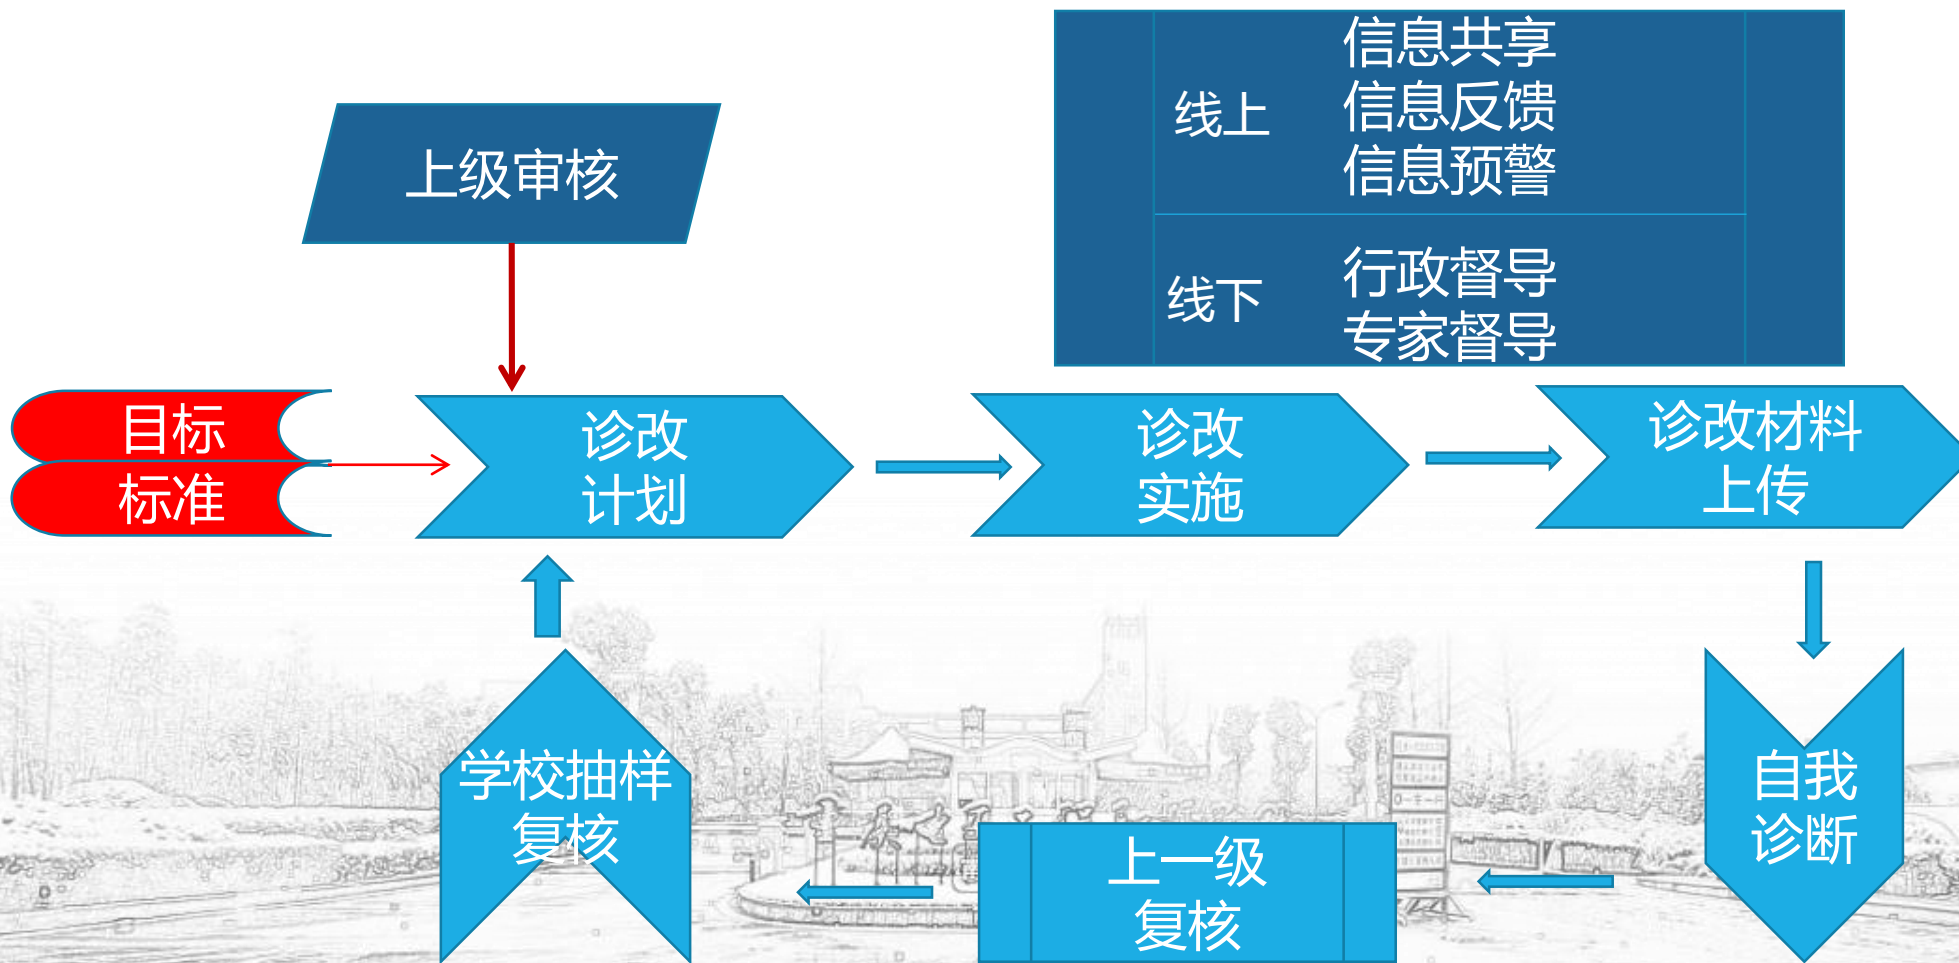 信息共享
信息反馈
信息预警
线上
行政督导
专家督导
线下
上级审核
目标
标准
诊改
计划
诊改
实施
诊改材料
上传
自我
诊断
上一级
复核
学校抽样
复核